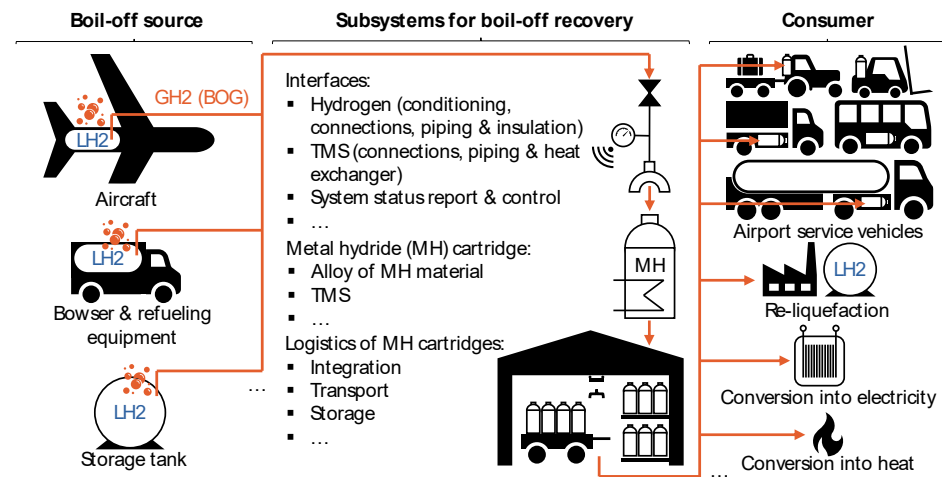 Boil-off source
Subsystems for boil-off recovery
Consumer
GH2 (BOG)
LH2
Aircraft
LH2
Bowser & refueling
equipment
LH2
Storage tank
…
Interfaces:
▪ Hydrogen (conditioning,
connections, piping & insulation)
▪ TMS (connections, piping & heat
exchanger)
▪ System status report & control
▪ …
Metal hydride (MH) cartridge:
▪ Alloy of MH material
▪ TMS
▪ …
Logistics of MH cartridges:
▪ Integration
▪ Transport
▪ Storage
▪ …
MH
Airport service vehicles
LH2
Re-liquefaction
Conversion into electricity
Conversion into heat
…